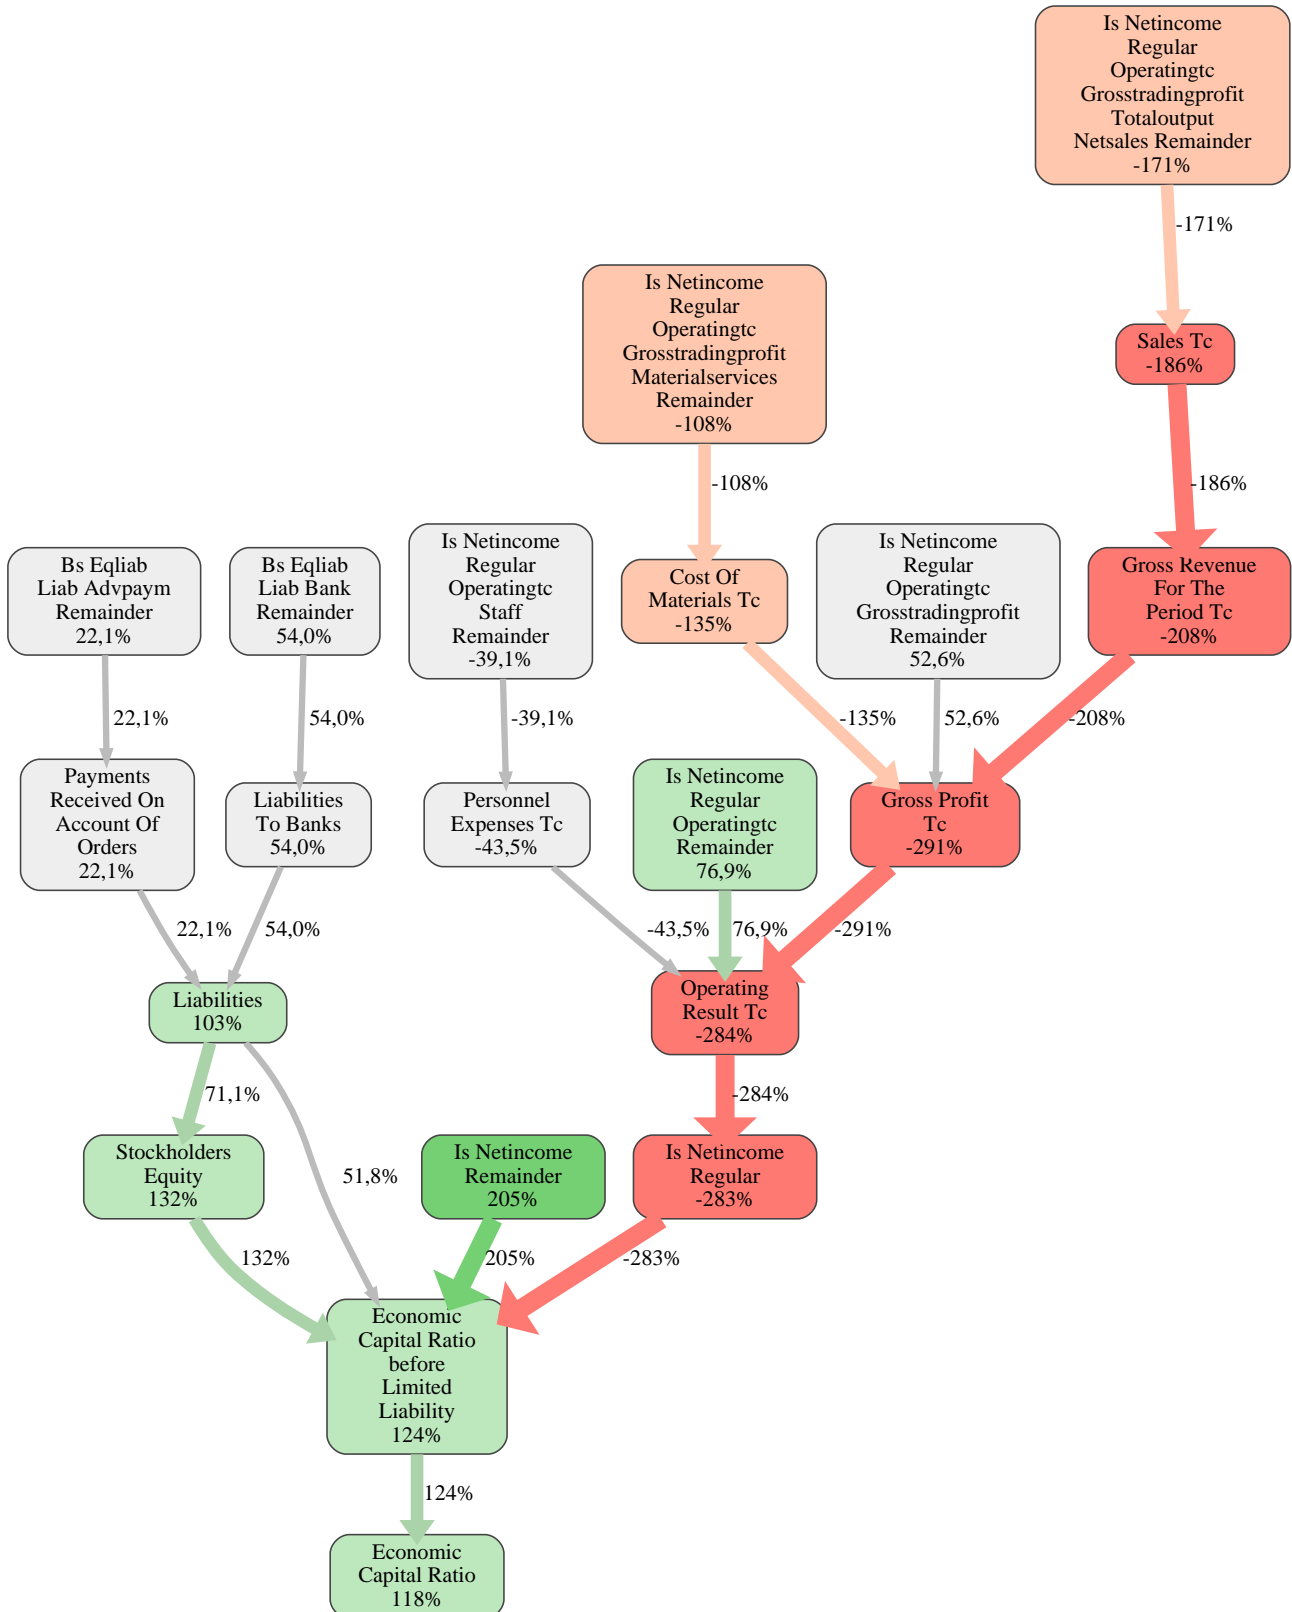 Is Netincome
Regular
Operatingtc
Grosstradingprofit
Totaloutput
Netsales Remainder
-171%
-171%
Is Netincome
Regular
Operatingtc
Grosstradingprofit
Materialservices
Remainder
-108%
Sales Tc
-186%
-108%
-186%
Bs Eqliab
Liab Advpaym
Remainder
22,1%
Bs Eqliab
Liab Bank
Remainder
54,0%
Is Netincome
Regular
Operatingtc
Staff
Remainder
-39,1%
Cost Of
Materials Tc
-135%
Is Netincome
Regular
Operatingtc
Grosstradingprofit
Remainder
52,6%
Gross Revenue
For The
Period Tc
-208%
22,1%
54,0%
-39,1%
-135%
52,6%
-208%
Payments
Received On
Account Of
Orders
22,1%
Liabilities
To Banks
54,0%
Personnel
Expenses Tc
-43,5%
Is Netincome
Regular
Operatingtc
Remainder
76,9%
Gross Profit
Tc
-291%
22,1%
54,0%
-43,5%
76,9%
-291%
Liabilities
103%
Operating
Result Tc
-284%
71,1%
-284%
Stockholders
Equity
132%
51,8%
Is Netincome
Remainder
205%
Is Netincome
Regular
-283%
132%
205%
-283%
Economic
Capital Ratio
before
Limited
Liability
124%
124%
Economic
Capital Ratio
118%